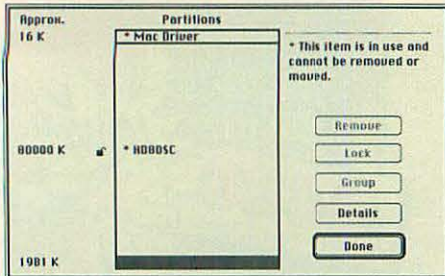 Approx.
Partitions
16 K
* Mac Driver
* This item is in use and
cannot be removed or
moved.
80000 K
* HD80SC
1981 K
Remove
Lock
Group
Details
Done